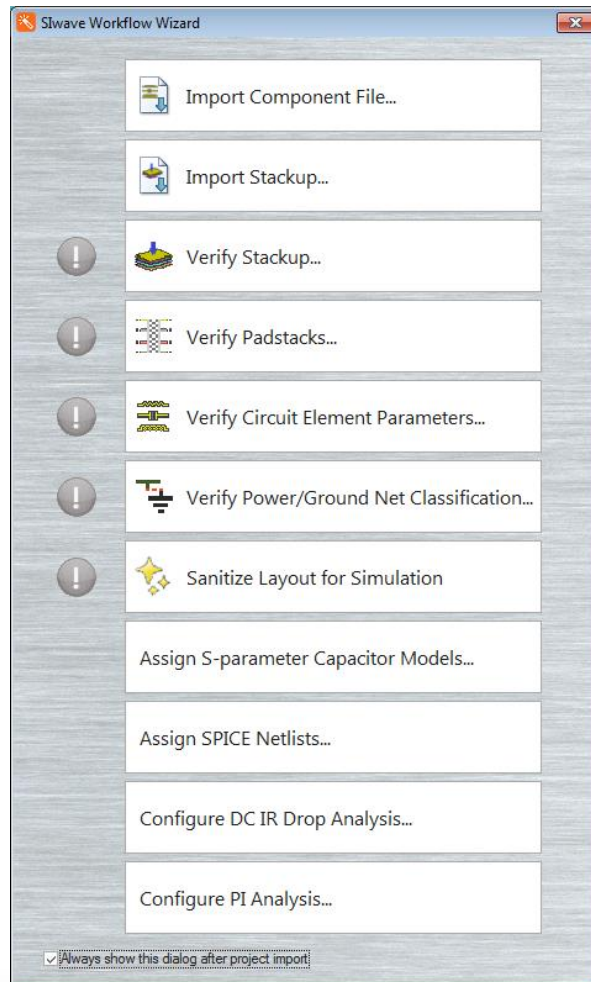 SIwave Workflow Wizard
Import Component File...
Import Stackup...
Verify Stackup...
Verify Padstacks...
Verify Circuit Element Parameters...
Verify Power/Ground Net Classification...
Sanitize Layout for Simulation
Assign S-parameter Capacitor Models...
Assign SPICE Netlists...
Configure DC IR Drop Analysis...
Configure PI Analysis...
Always show this dialog after project import